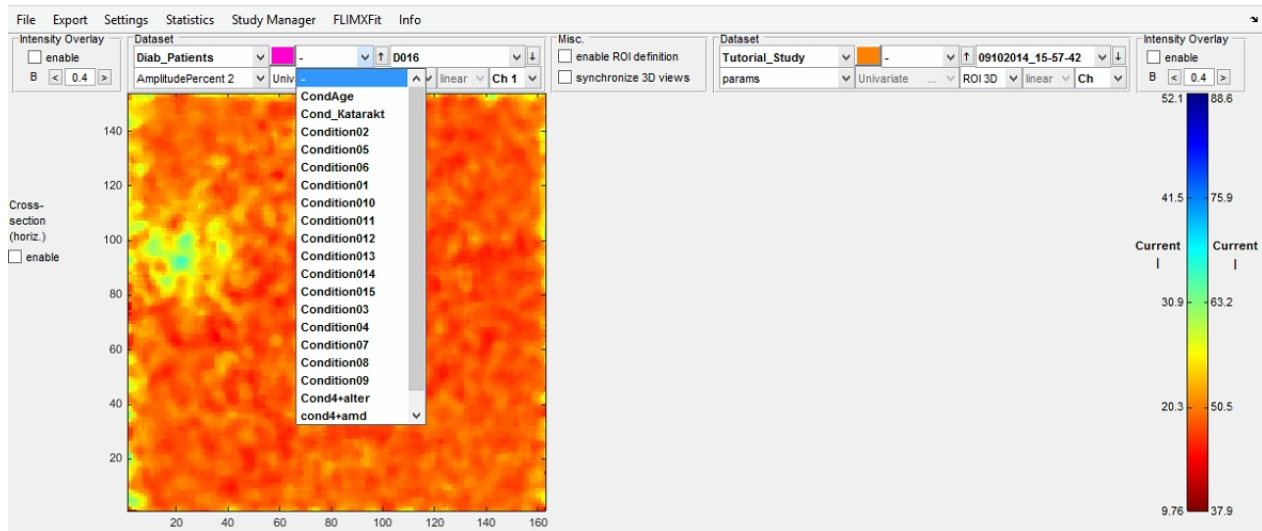 File Export Settings Statistics Study Manager FLIMXFit Info
Intensity Overlay Dataset Misc. Dataset Intensity Overlay
enable Diab_Patients - ↑ D016 ↓ enable ROI definition Tutorial_Study - ↑ 09102014_15-57-42 ↓ enable
B < 0.4 > AmplitudePercent 2 linear Ch 1 synchronize 3D views params Univariate ... ROI 3D linear Ch B < 0.4 >
-
CondAge
Cond_Katarakt
Condition02
Condition05
Condition06
Condition01
Condition010
Condition011
Condition012
Condition013
Condition014
Condition015
Condition03
Condition04
Condition07
Condition08
Condition09
Cond4+alter
cond4+amd
Cross-
section
(horiz.)
enable
140
120
100
80
60
40
20
20 40 60 80 100 120 140 160
52.1 88.6
41.5 75.9
Current Current
30.9 63.2
20.3 50.5
9.76 37.9